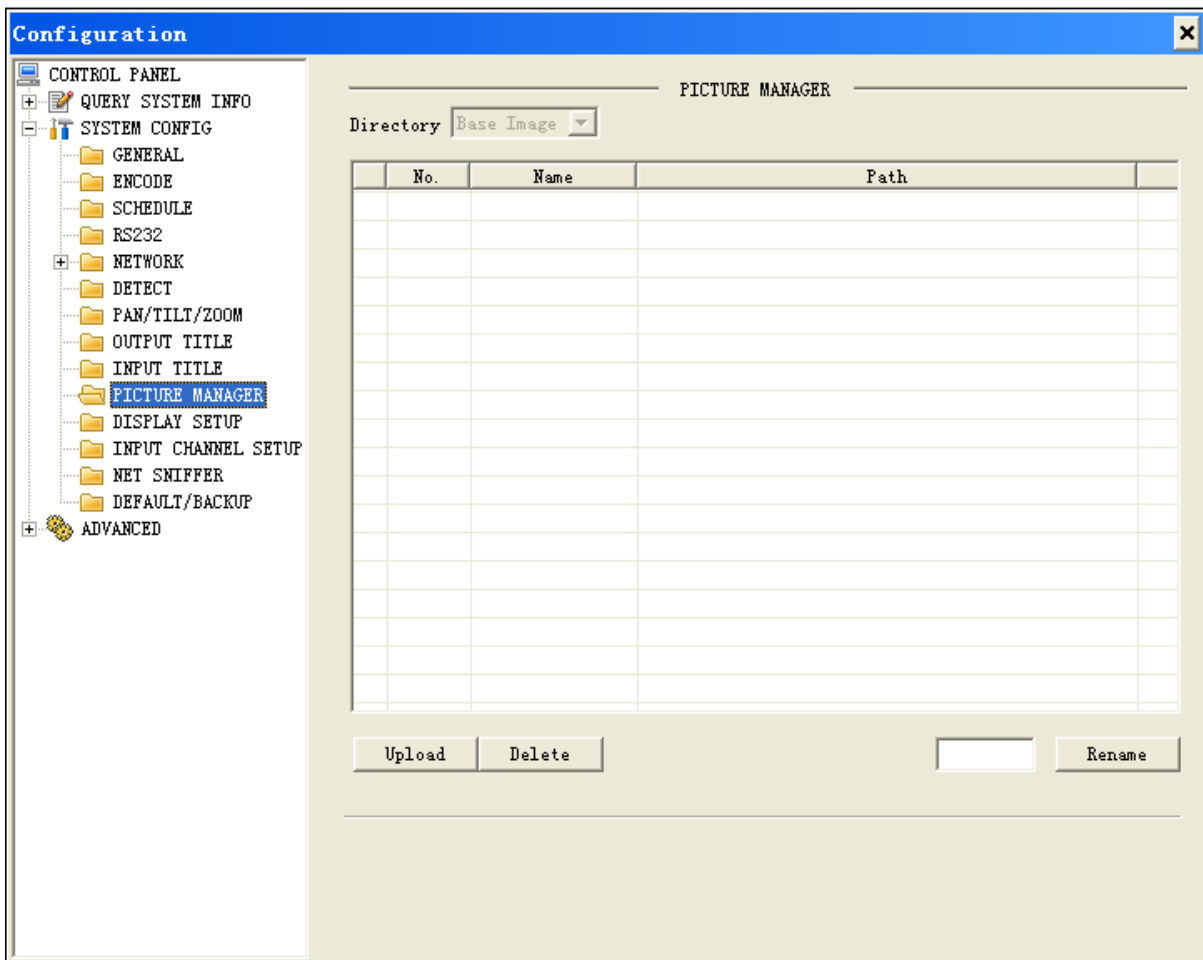 Configuration
CONTROL PANEL
QUERY SYSTEM INFO
SYSTEM CONFIG
GENERAL
ENCODE
SCHEDULE
RS232
NETWORK
DETECT
PAN/TILT/ZOOM
OUTPUT TITLE
INPUT TITLE
PICTURE MANAGER
DISPLAY SETUP
INPUT CHANNEL SETUP
NET SNIFFER
DEFAULT/BACKUP
ADVANCED
PICTURE MANAGER
Directory Base Image
No. Name Path
Upload Delete Rename